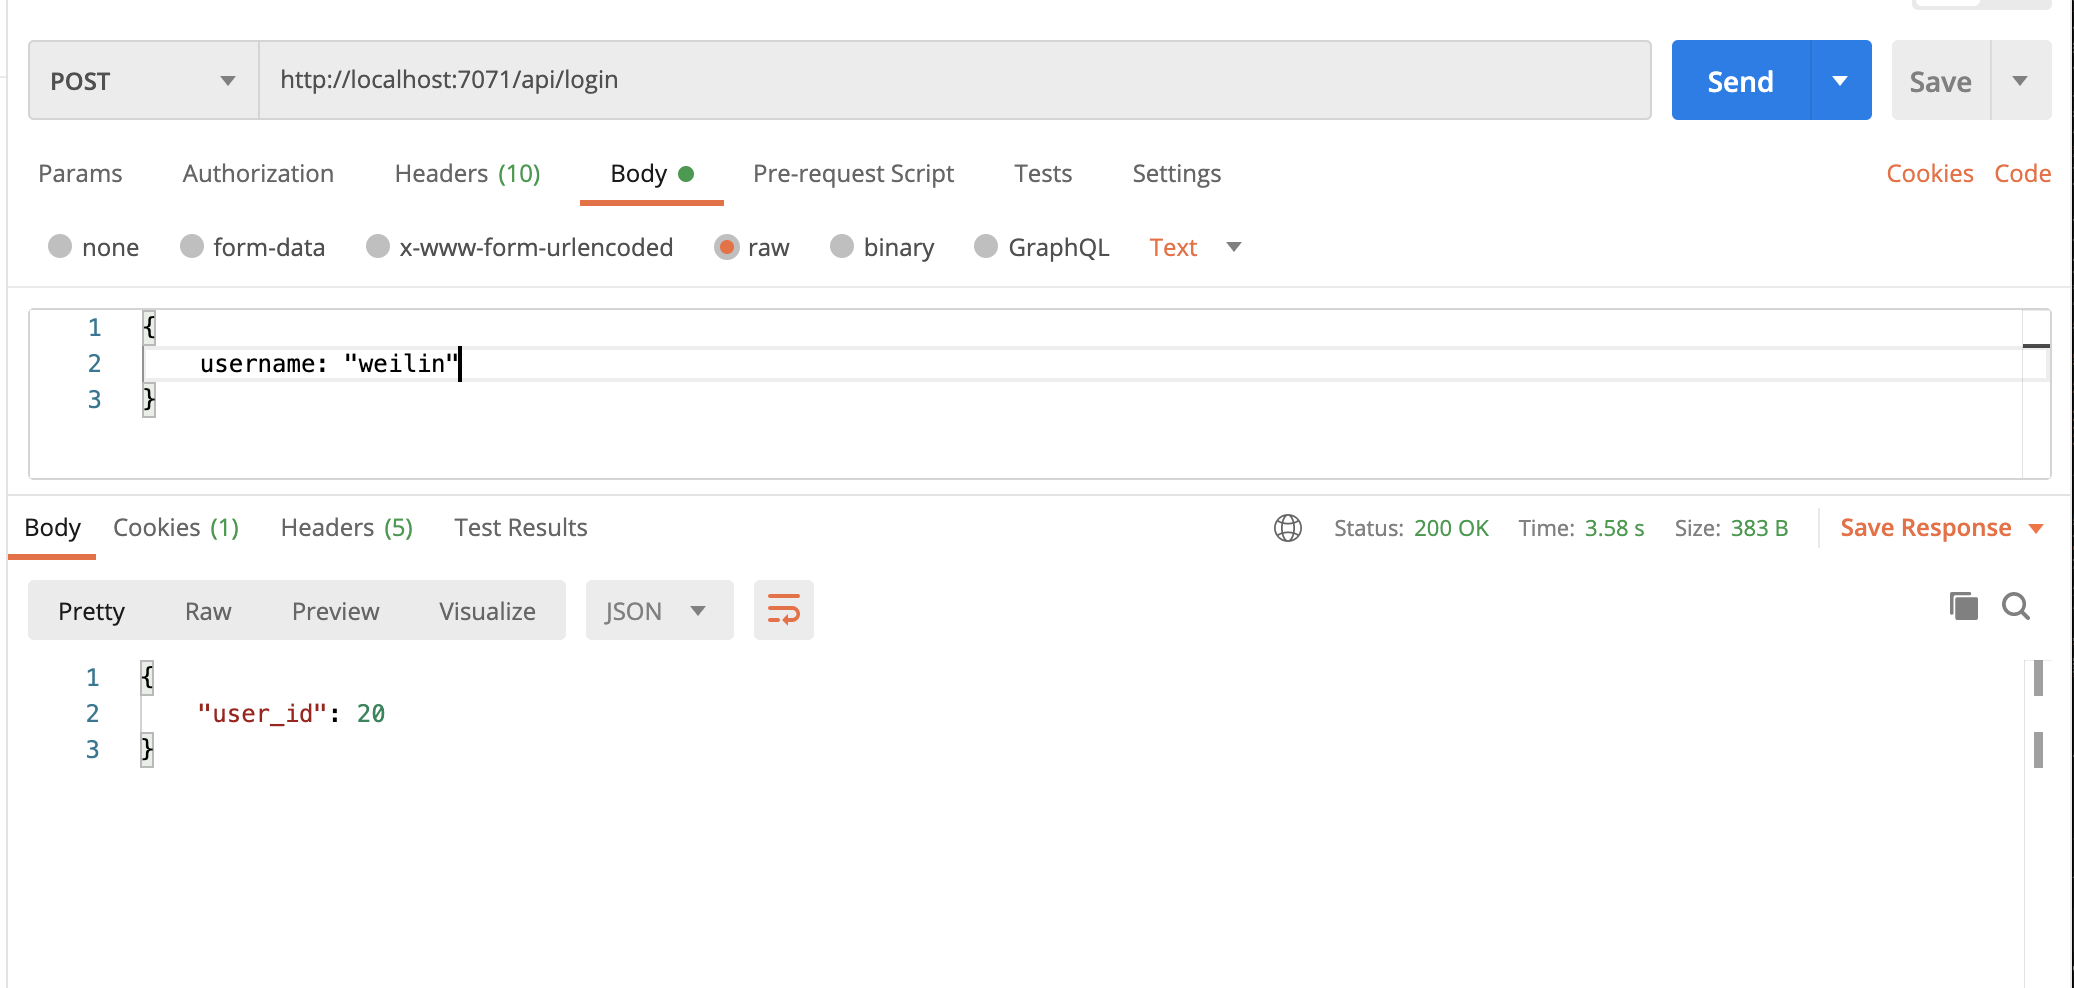 POST http://localhost:7071/api/login Send Save
Params Authorization Headers (10) Body Pre-request Script Tests Settings Cookies Code
none form-data x-www-form-urlencoded raw binary GraphQL Text
1 {
2 username: "weilin"
3 }
Body Cookies (1) Headers (5) Test Results Status: 200 OK Time: 3.58 s Size: 383 B Save Response
Pretty Raw Preview Visualize JSON
1 {
2 "user_id": 20
3 }